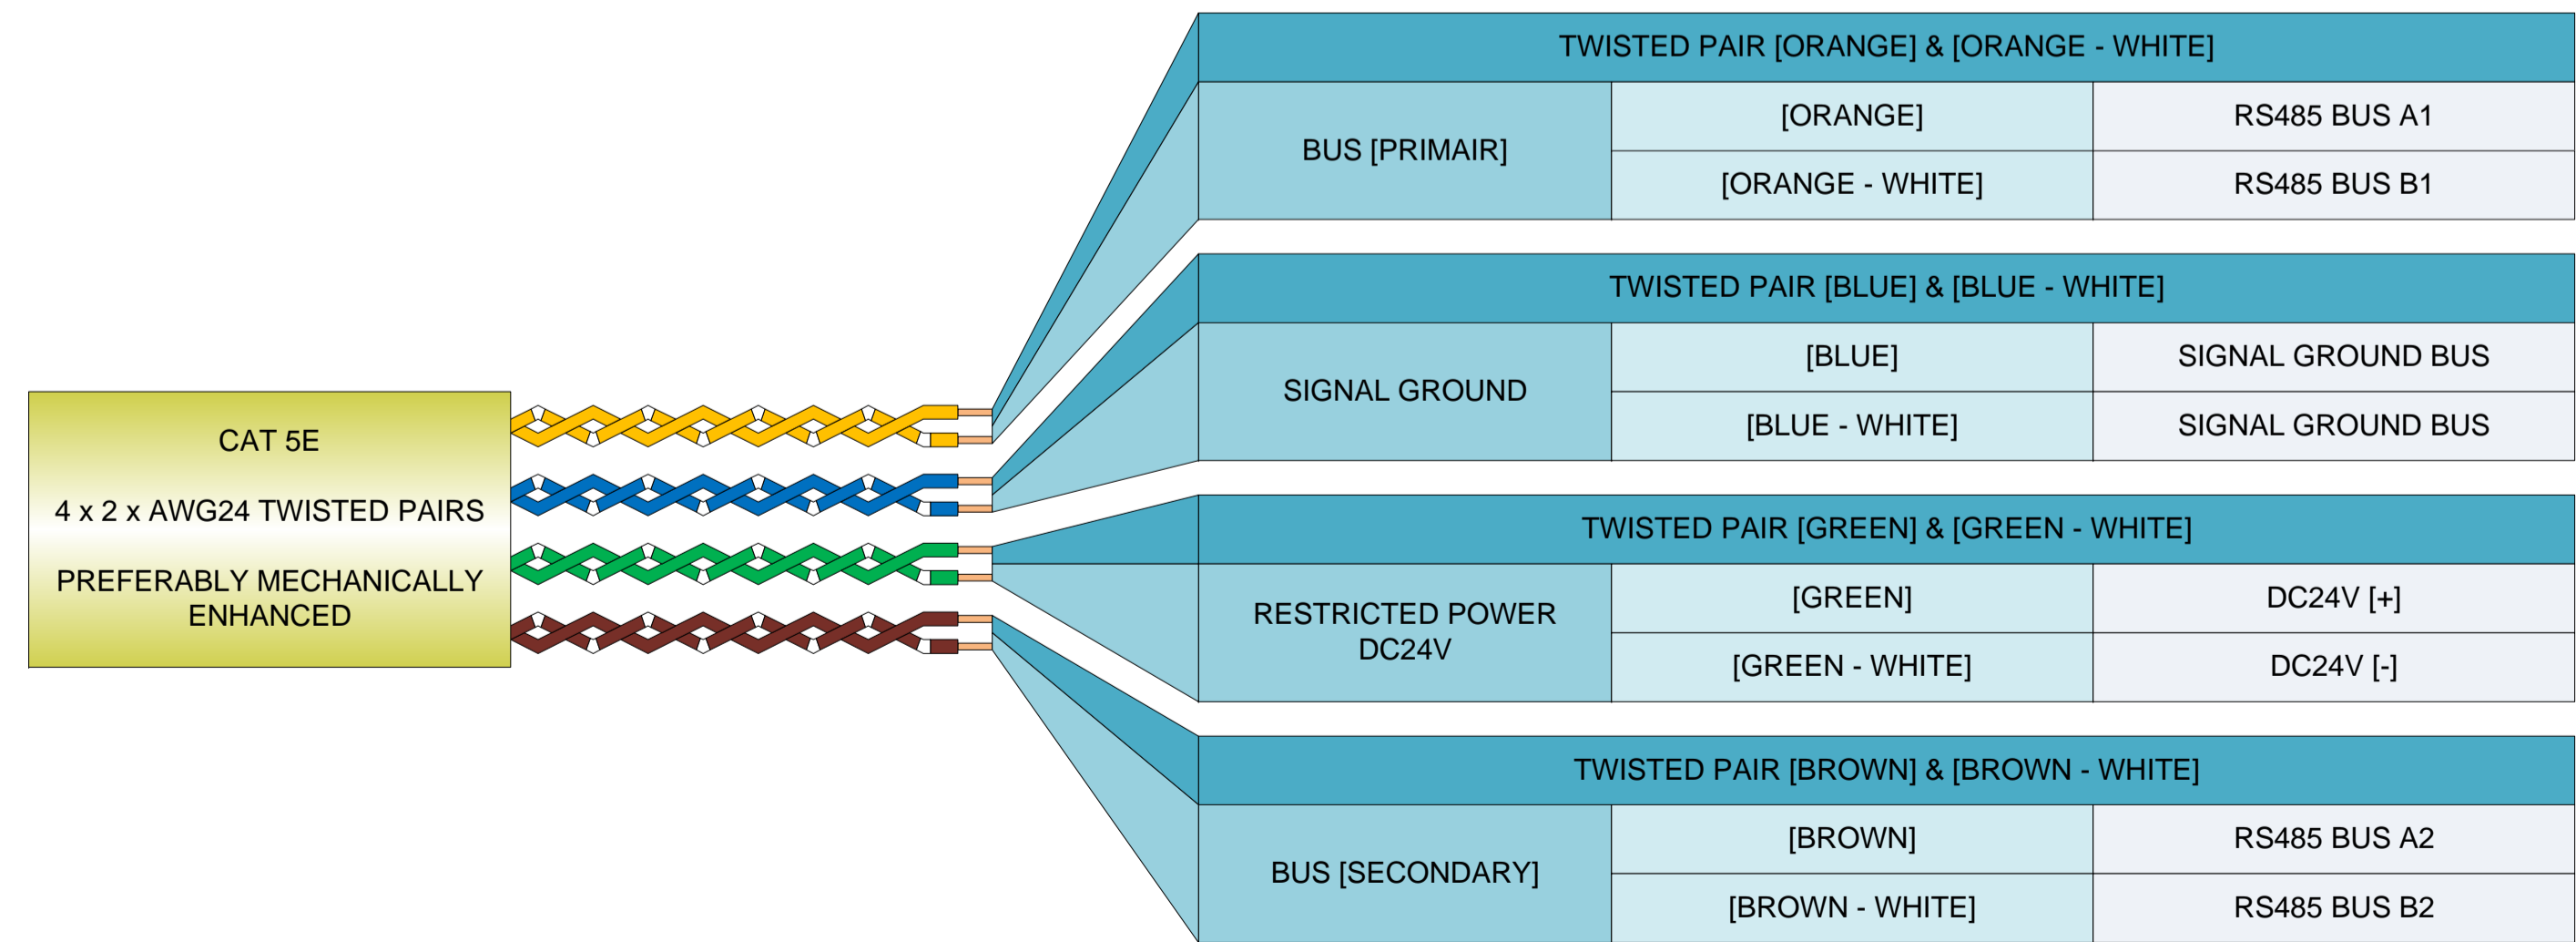 CAT 5E
4 x 2 x AWG24 TWISTED PAIRS
PREFERABLY MECHANICALLY
ENHANCED
TWISTED PAIR [ORANGE] & [ORANGE - WHITE]
BUS [PRIMAIR]
[ORANGE]
RS485 BUS A1
[ORANGE - WHITE]
RS485 BUS B1
TWISTED PAIR [BLUE] & [BLUE - WHITE]
SIGNAL GROUND
[BLUE]
SIGNAL GROUND BUS
[BLUE - WHITE]
SIGNAL GROUND BUS
TWISTED PAIR [GREEN] & [GREEN - WHITE]
RESTRICTED POWER
DC24V
[GREEN]
DC24V [+]
[GREEN - WHITE]
DC24V [-]
TWISTED PAIR [BROWN] & [BROWN - WHITE]
BUS [SECONDARY]
[BROWN]
RS485 BUS A2
[BROWN - WHITE]
RS485 BUS B2